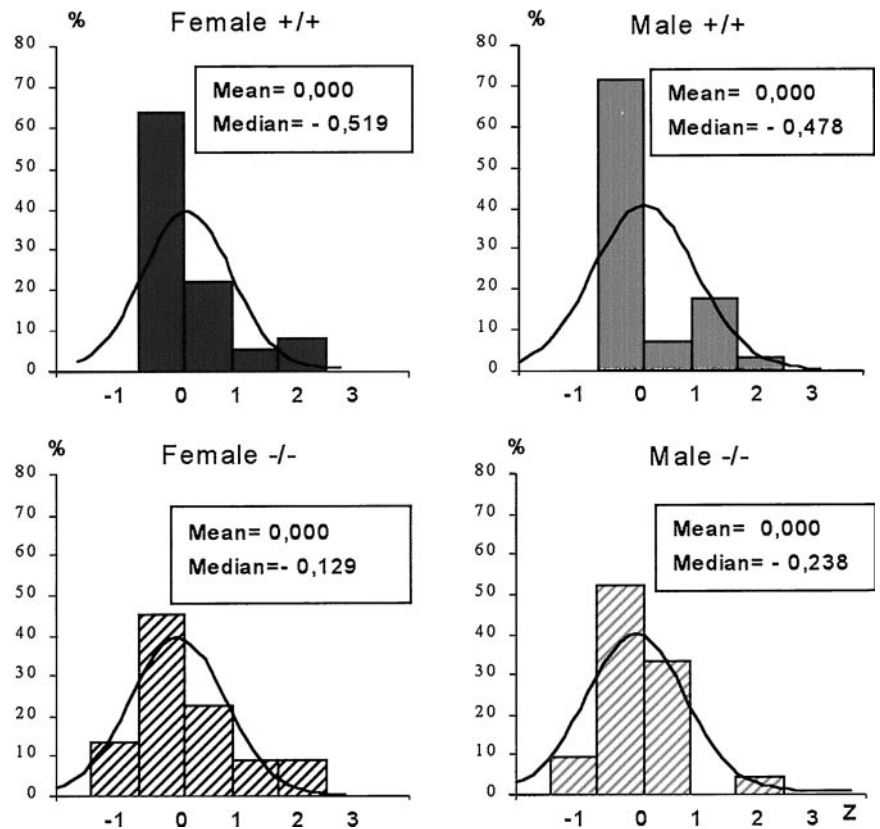 % Female +/+
80
70
60
50
40
30
20
10
0
Mean= 0,000
Median= - 0,519
-1 0 1 2 3
% Male +/+
80
70
60
50
40
30
20
10
0
Mean= 0,000
Median= - 0,478
-1 0 1 2 3
% Female -/-
80
70
60
50
40
30
20
10
0
Mean= 0,000
Median=- 0,129
-1 0 1 2 3
% Male -/-
80
70
60
50
40
30
20
10
0
Mean= 0,000
Median= - 0,238
-1 0 1 2 3 Z